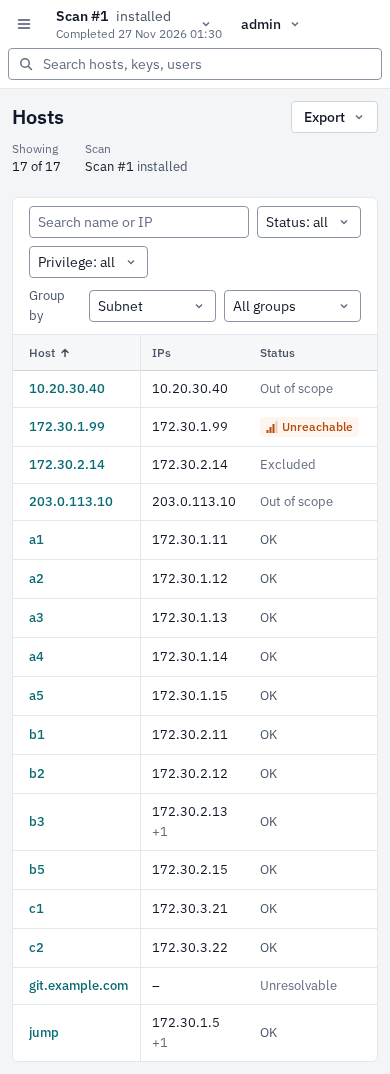 Scan #1 installed
Completed 27 Nov 2026 01:30
admin
Search hosts, keys, users
Hosts
Export
Showing Scan
17 of 17 Scan #1 installed
Search name or IP Status: all
Privilege: all
Group by Subnet All groups
Host ↑ IPs Status
10.20.30.40 10.20.30.40 Out of scope
172.30.1.99 172.30.1.99 Unreachable
172.30.2.14 172.30.2.14 Excluded
203.0.113.10 203.0.113.10 Out of scope
a1 172.30.1.11 OK
a2 172.30.1.12 OK
a3 172.30.1.13 OK
a4 172.30.1.14 OK
a5 172.30.1.15 OK
b1 172.30.2.11 OK
b2 172.30.2.12 OK
b3 172.30.2.13 +1 OK
b5 172.30.2.15 OK
c1 172.30.3.21 OK
c2 172.30.3.22 OK
git.example.com – Unresolvable
jump 172.30.1.5 +1 OK